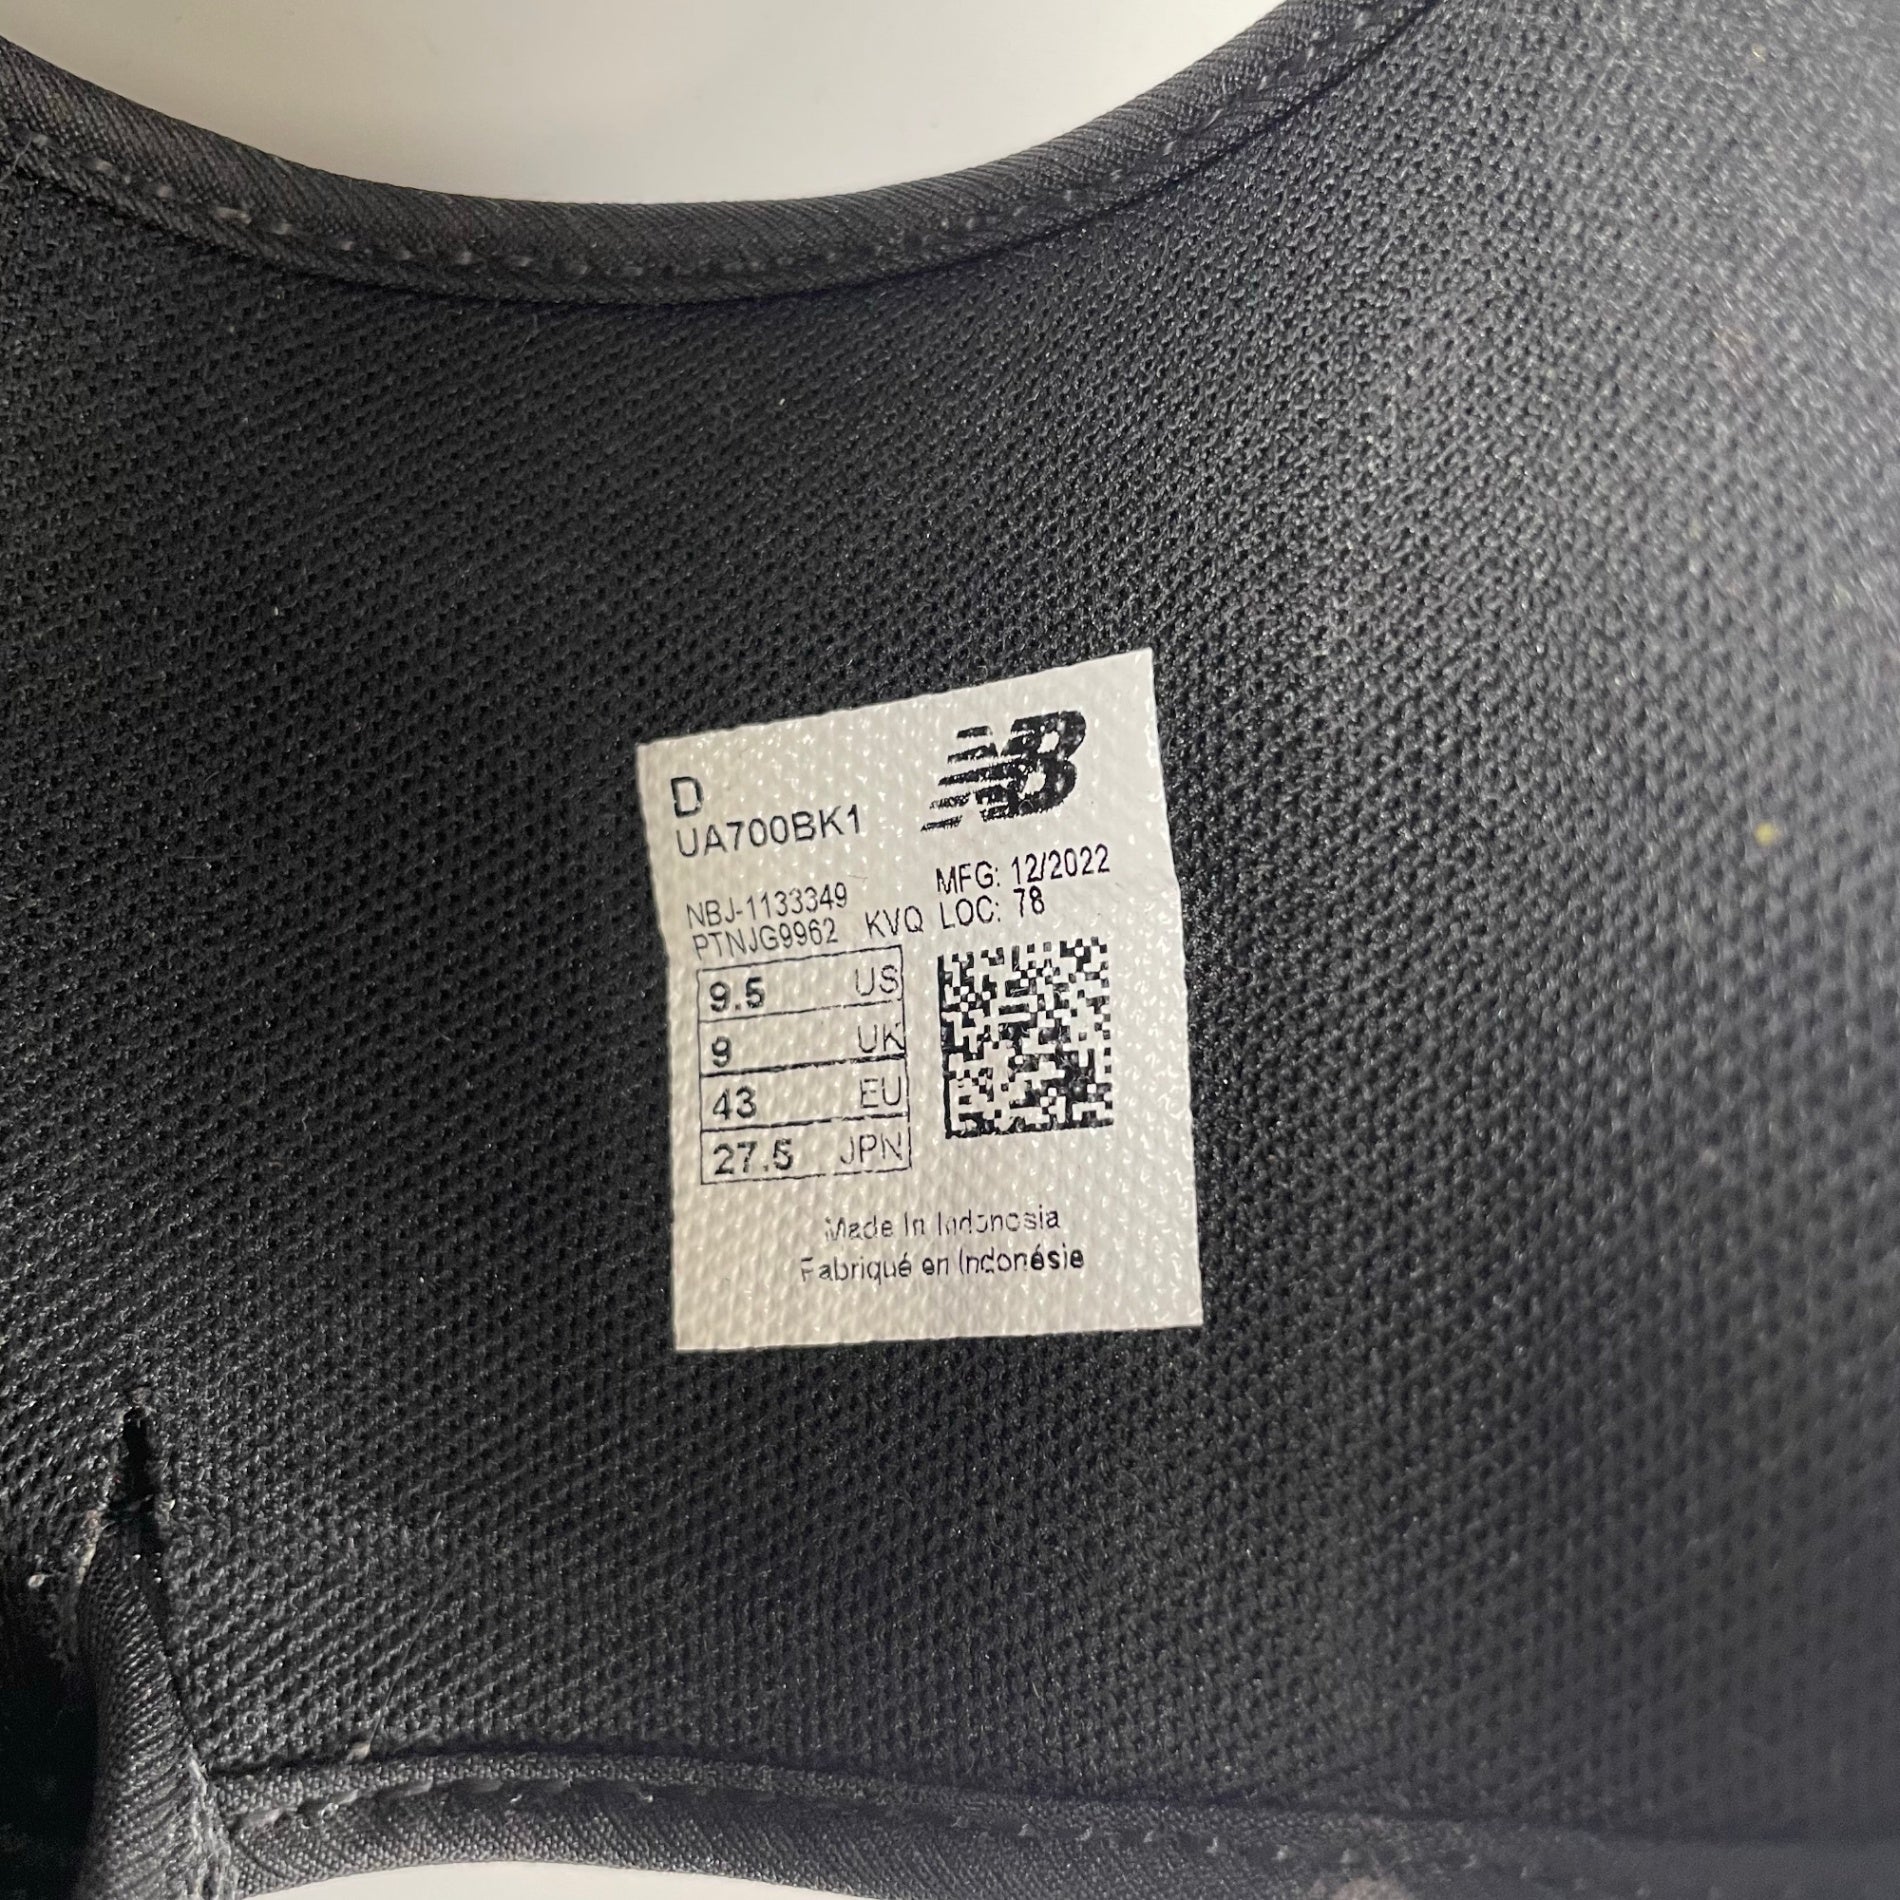 NB
D
UA700BK1
MFG: 12/2022
NBJ-1133349
PTNJG9962 KVQ LOC: 78
9.5 US
9 UK
43 EU
27.5 JPN
Made In Indonesia
Fabriqué en Indonésie